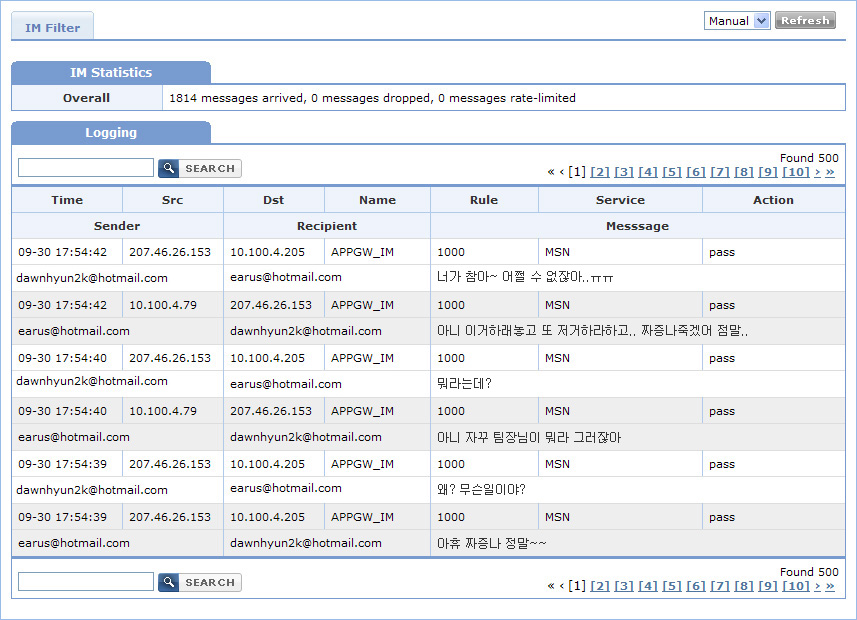 IM Filter
Manual Refresh
IM Statistics
Overall 1814 messages arrived, 0 messages dropped, 0 messages rate-limited
Logging
Found 500
SEARCH « ‹ [1] [2] [3] [4] [5] [6] [7] [8] [9] [10] › »
Time Src Dst Name Rule Service Action
Sender Recipient Messsage
09-30 17:54:42 207.46.26.153 10.100.4.205 APPGW_IM 1000 MSN pass
dawnhyun2k@hotmail.com earus@hotmail.com 너가 참아~ 어쩔 수 없잖아..ㅠㅠ
09-30 17:54:42 10.100.4.79 207.46.26.153 APPGW_IM 1000 MSN pass
earus@hotmail.com dawnhyun2k@hotmail.com 아니 이거하래놓고 또 저거하라하고.. 짜증나죽겠어 점말..
09-30 17:54:40 207.46.26.153 10.100.4.205 APPGW_IM 1000 MSN pass
dawnhyun2k@hotmail.com earus@hotmail.com 뭐라는데?
09-30 17:54:40 10.100.4.79 207.46.26.153 APPGW_IM 1000 MSN pass
earus@hotmail.com dawnhyun2k@hotmail.com 아니 자꾸 팀장님이 뭐라 그러잖아
09-30 17:54:39 207.46.26.153 10.100.4.205 APPGW_IM 1000 MSN pass
dawnhyun2k@hotmail.com earus@hotmail.com 왜? 무슨일이야?
09-30 17:54:39 207.46.26.153 10.100.4.205 APPGW_IM 1000 MSN pass
earus@hotmail.com dawnhyun2k@hotmail.com 아휴 짜증나 정말~~
Found 500
SEARCH « ‹ [1] [2] [3] [4] [5] [6] [7] [8] [9] [10] › »